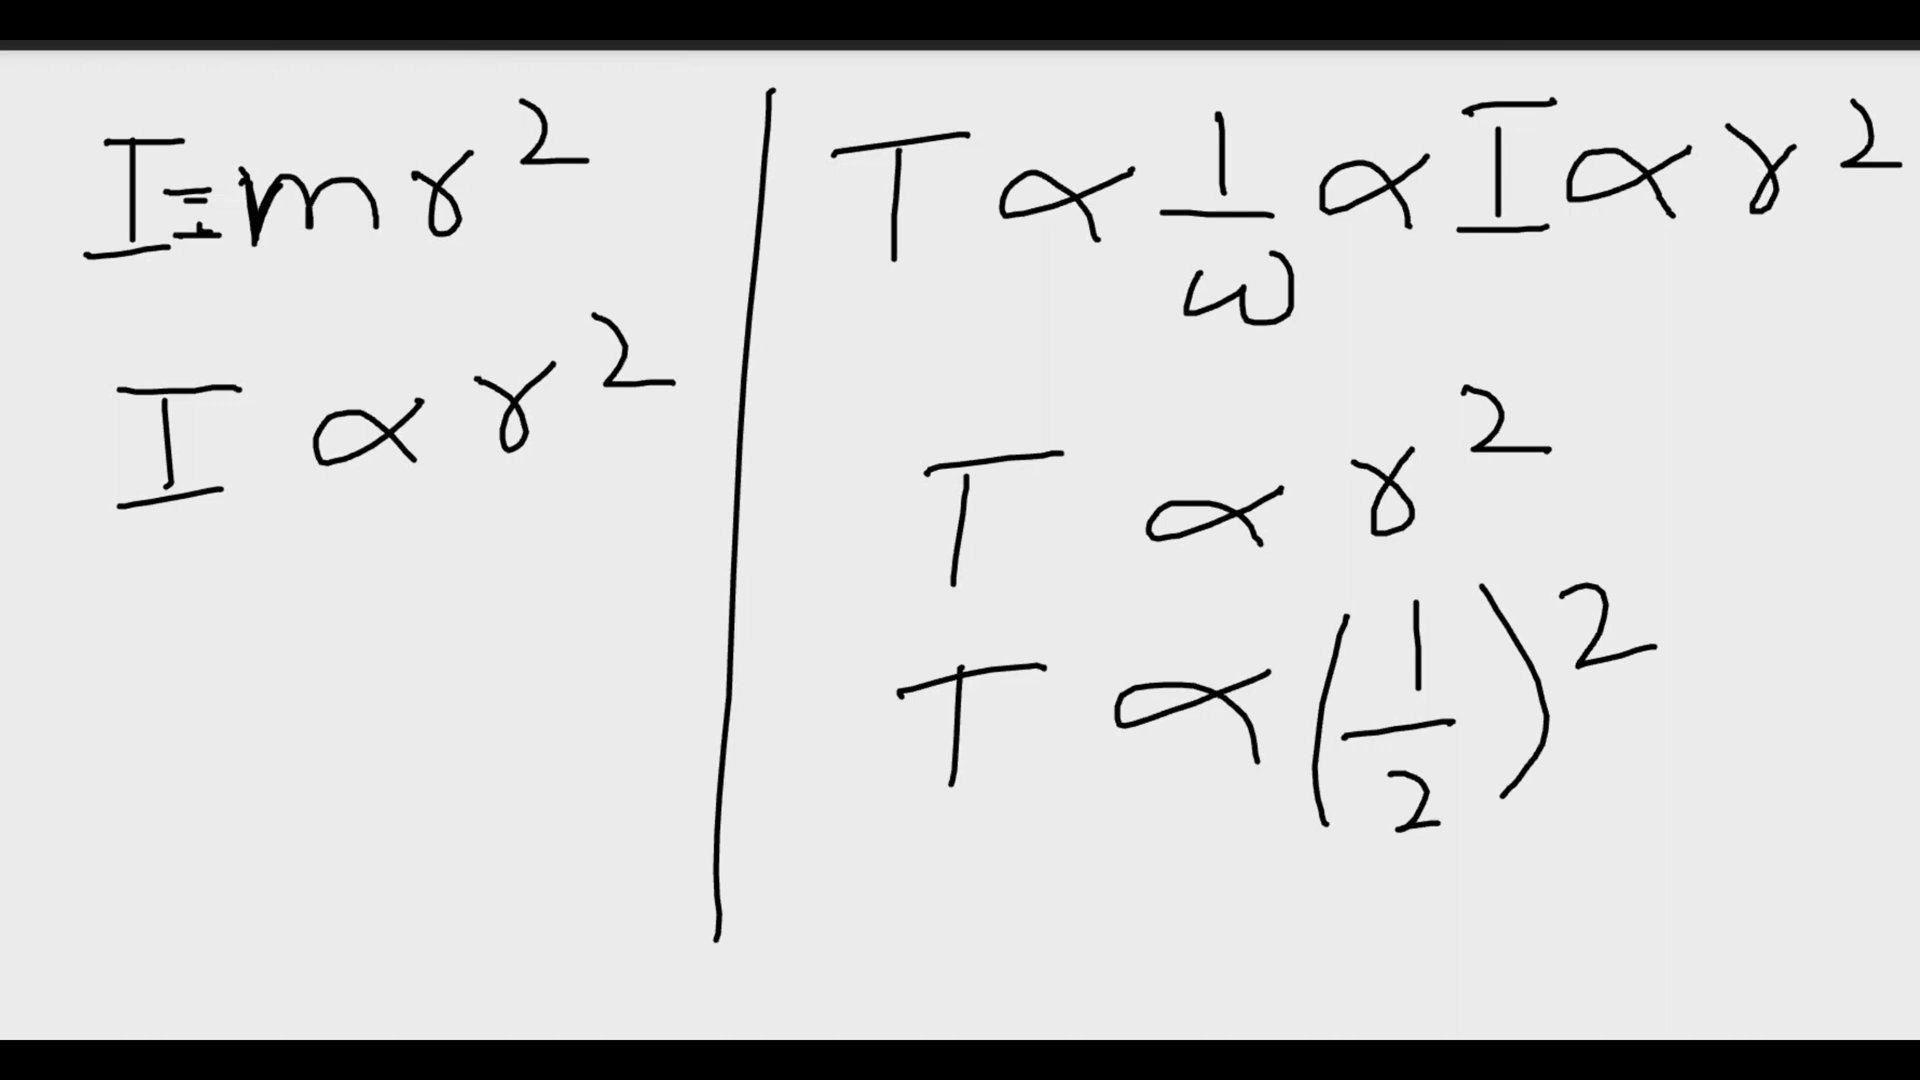 I = mr²
I ∝ r²
T ∝ 1/ω ∝ I ∝ r²
T ∝ r²
T ∝ (1/2)²